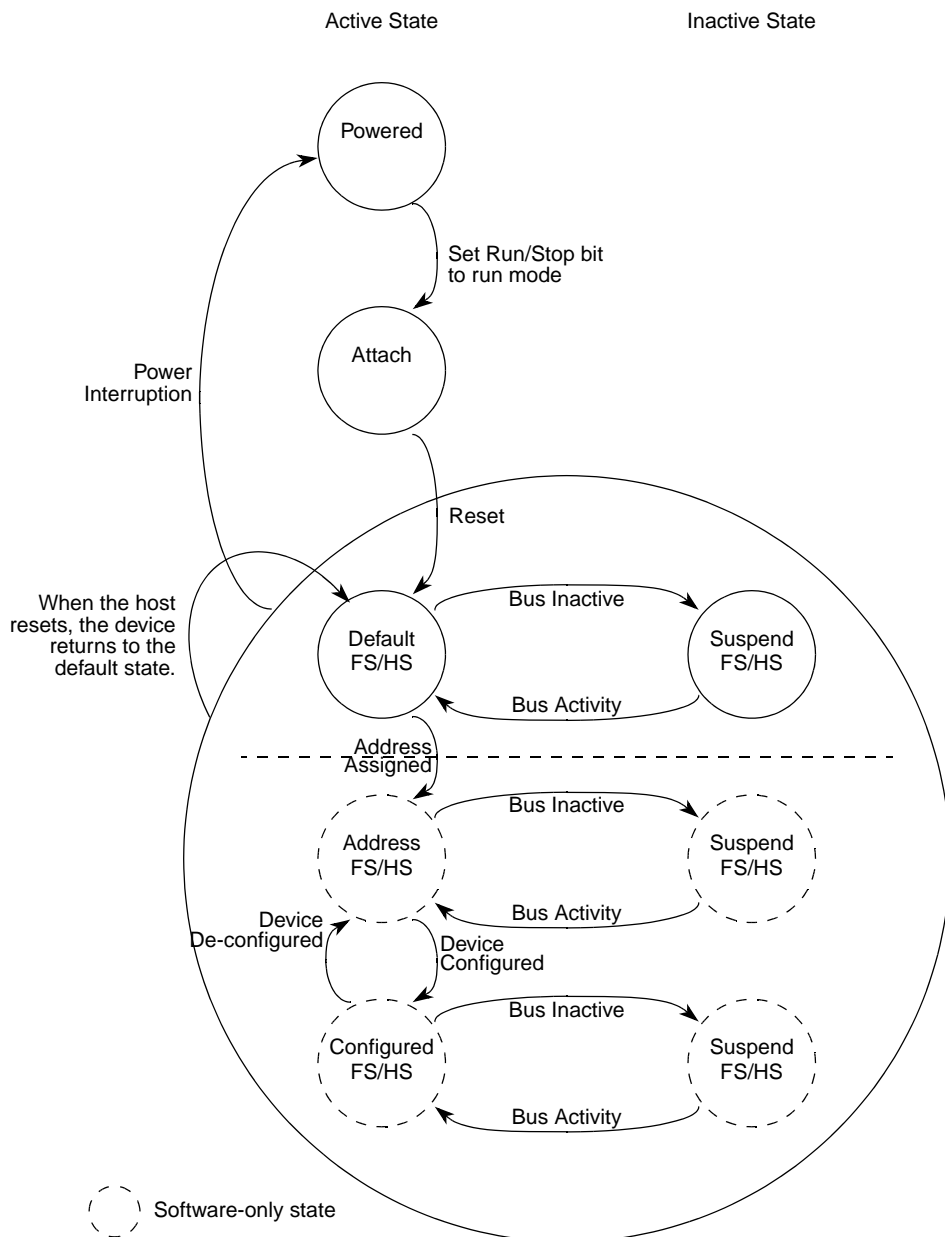 Active State
Inactive State
Powered
Set Run/Stop bit
to run mode
Attach
Power
Interruption
Reset
When the host
resets, the device
returns to the
default state.
Default
FS/HS
Bus Inactive
Suspend
FS/HS
Bus Activity
Address
Assigned
Address
FS/HS
Bus Inactive
Suspend
FS/HS
Bus Activity
Device
De-configured
Device
Configured
Configured
FS/HS
Bus Inactive
Suspend
FS/HS
Bus Activity
Software-only state